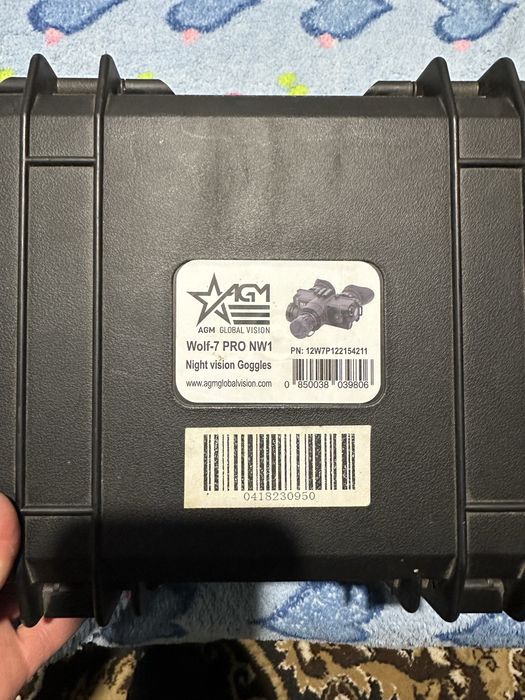 AGM
AGM GLOBAL VISION
Wolf-7 PRO NW1
PN: 12W7P122154211
Night vision Goggles
www.agmglobalvision.com
0 850038 039806
0418230950